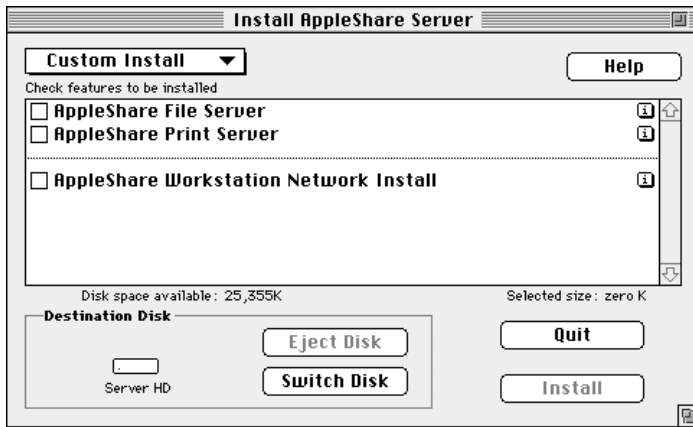 Install AppleShare Server
Custom Install
Help
Check features to be installed
AppleShare File Server
AppleShare Print Server
AppleShare Workstation Network Install
Disk space available: 25,355K
Selected size: zero K
Destination Disk
Eject Disk
Quit
Switch Disk
Install
Server HD